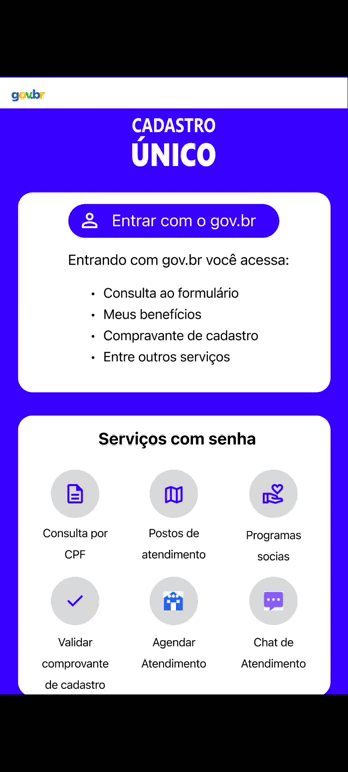 gov.br
CADASTRO
ÚNICO
Entrar com o gov.br
Entrando com gov.br você acessa:
• Consulta ao formulário
• Meus benefícios
• Compravante de cadastro
• Entre outros serviços
Serviços com senha
Consulta por
CPF
Postos de
atendimento
Programas
socias
Validar
comprovante
de cadastro
Agendar
Atendimento
Chat de
Atendimento